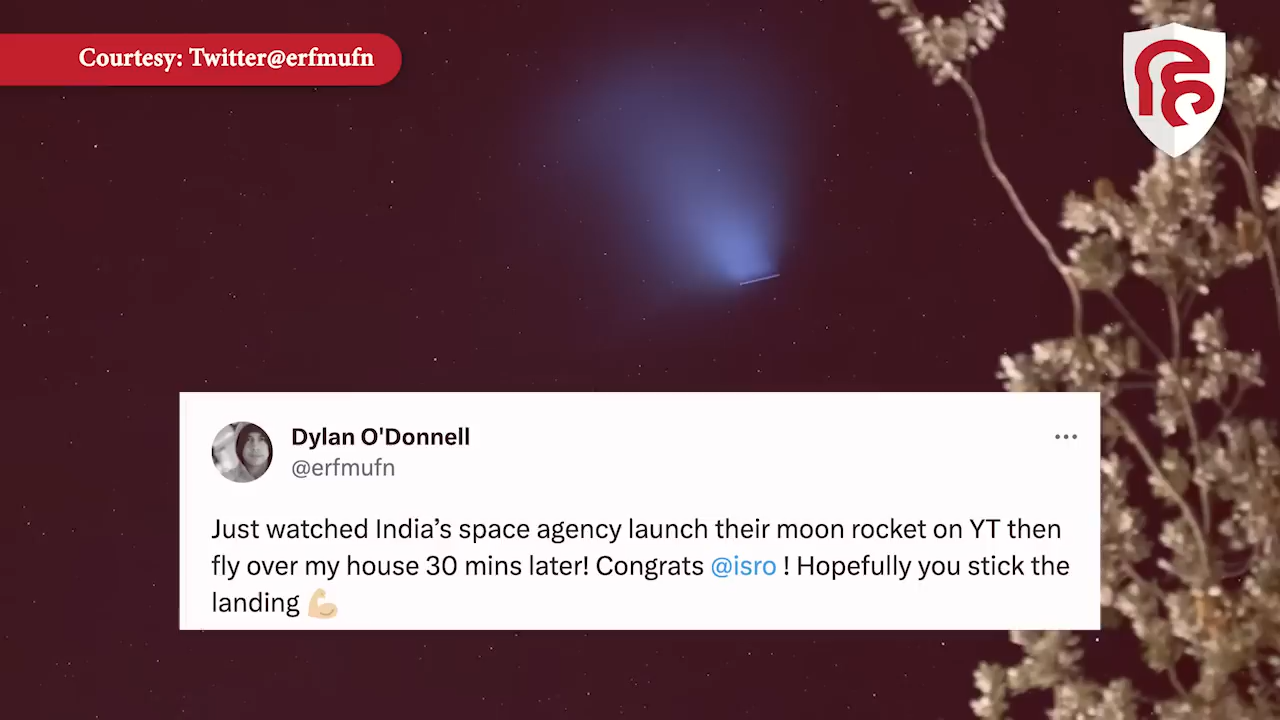 Courtesy: Twitter@erfmufn
Dylan O'Donnell
@erfmufn
Just watched India’s space agency launch their moon rocket on YT then
fly over my house 30 mins later! Congrats @isro ! Hopefully you stick the
landing 💪🏼